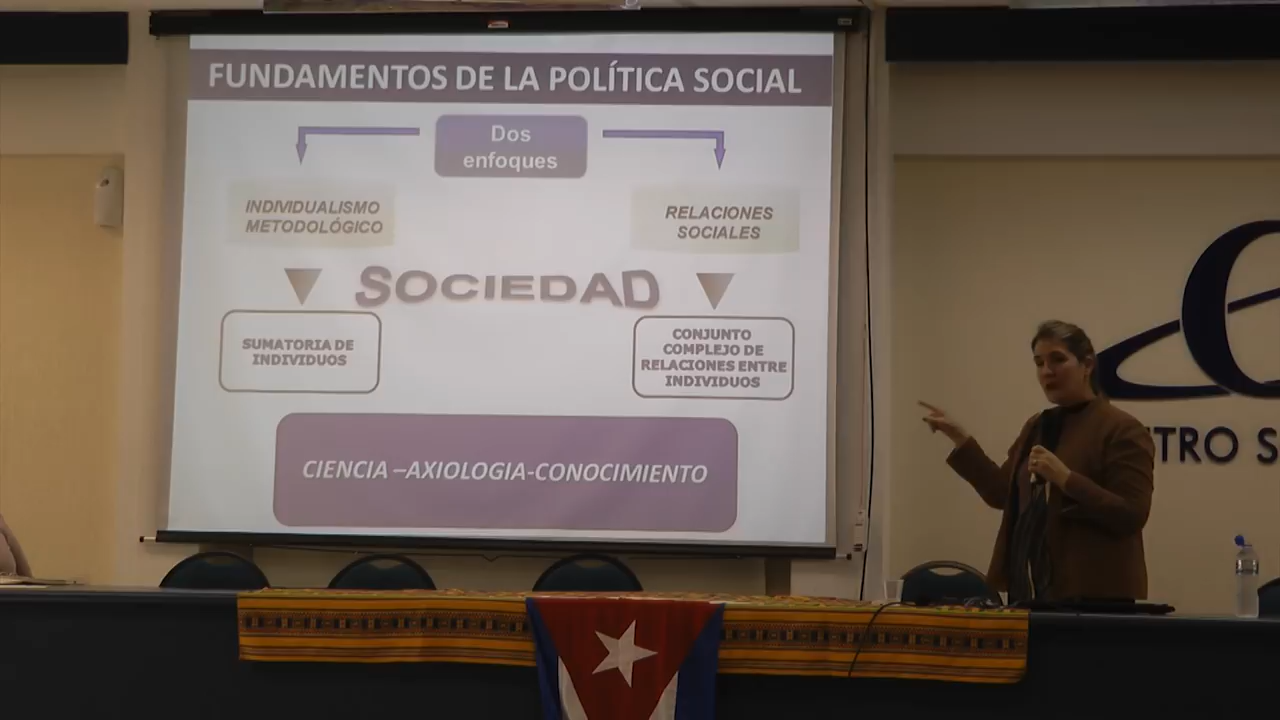 FUNDAMENTOS DE LA POLÍTICA SOCIAL
Dos
enfoques
INDIVIDUALISMO
METODOLÓGICO
RELACIONES
SOCIALES
SOCIEDAD
SUMATORIA DE
INDIVIDUOS
CONJUNTO
COMPLEJO DE
RELACIONES ENTRE
INDIVIDUOS
CIENCIA –AXIOLOGIA-CONOCIMIENTO
TRO S